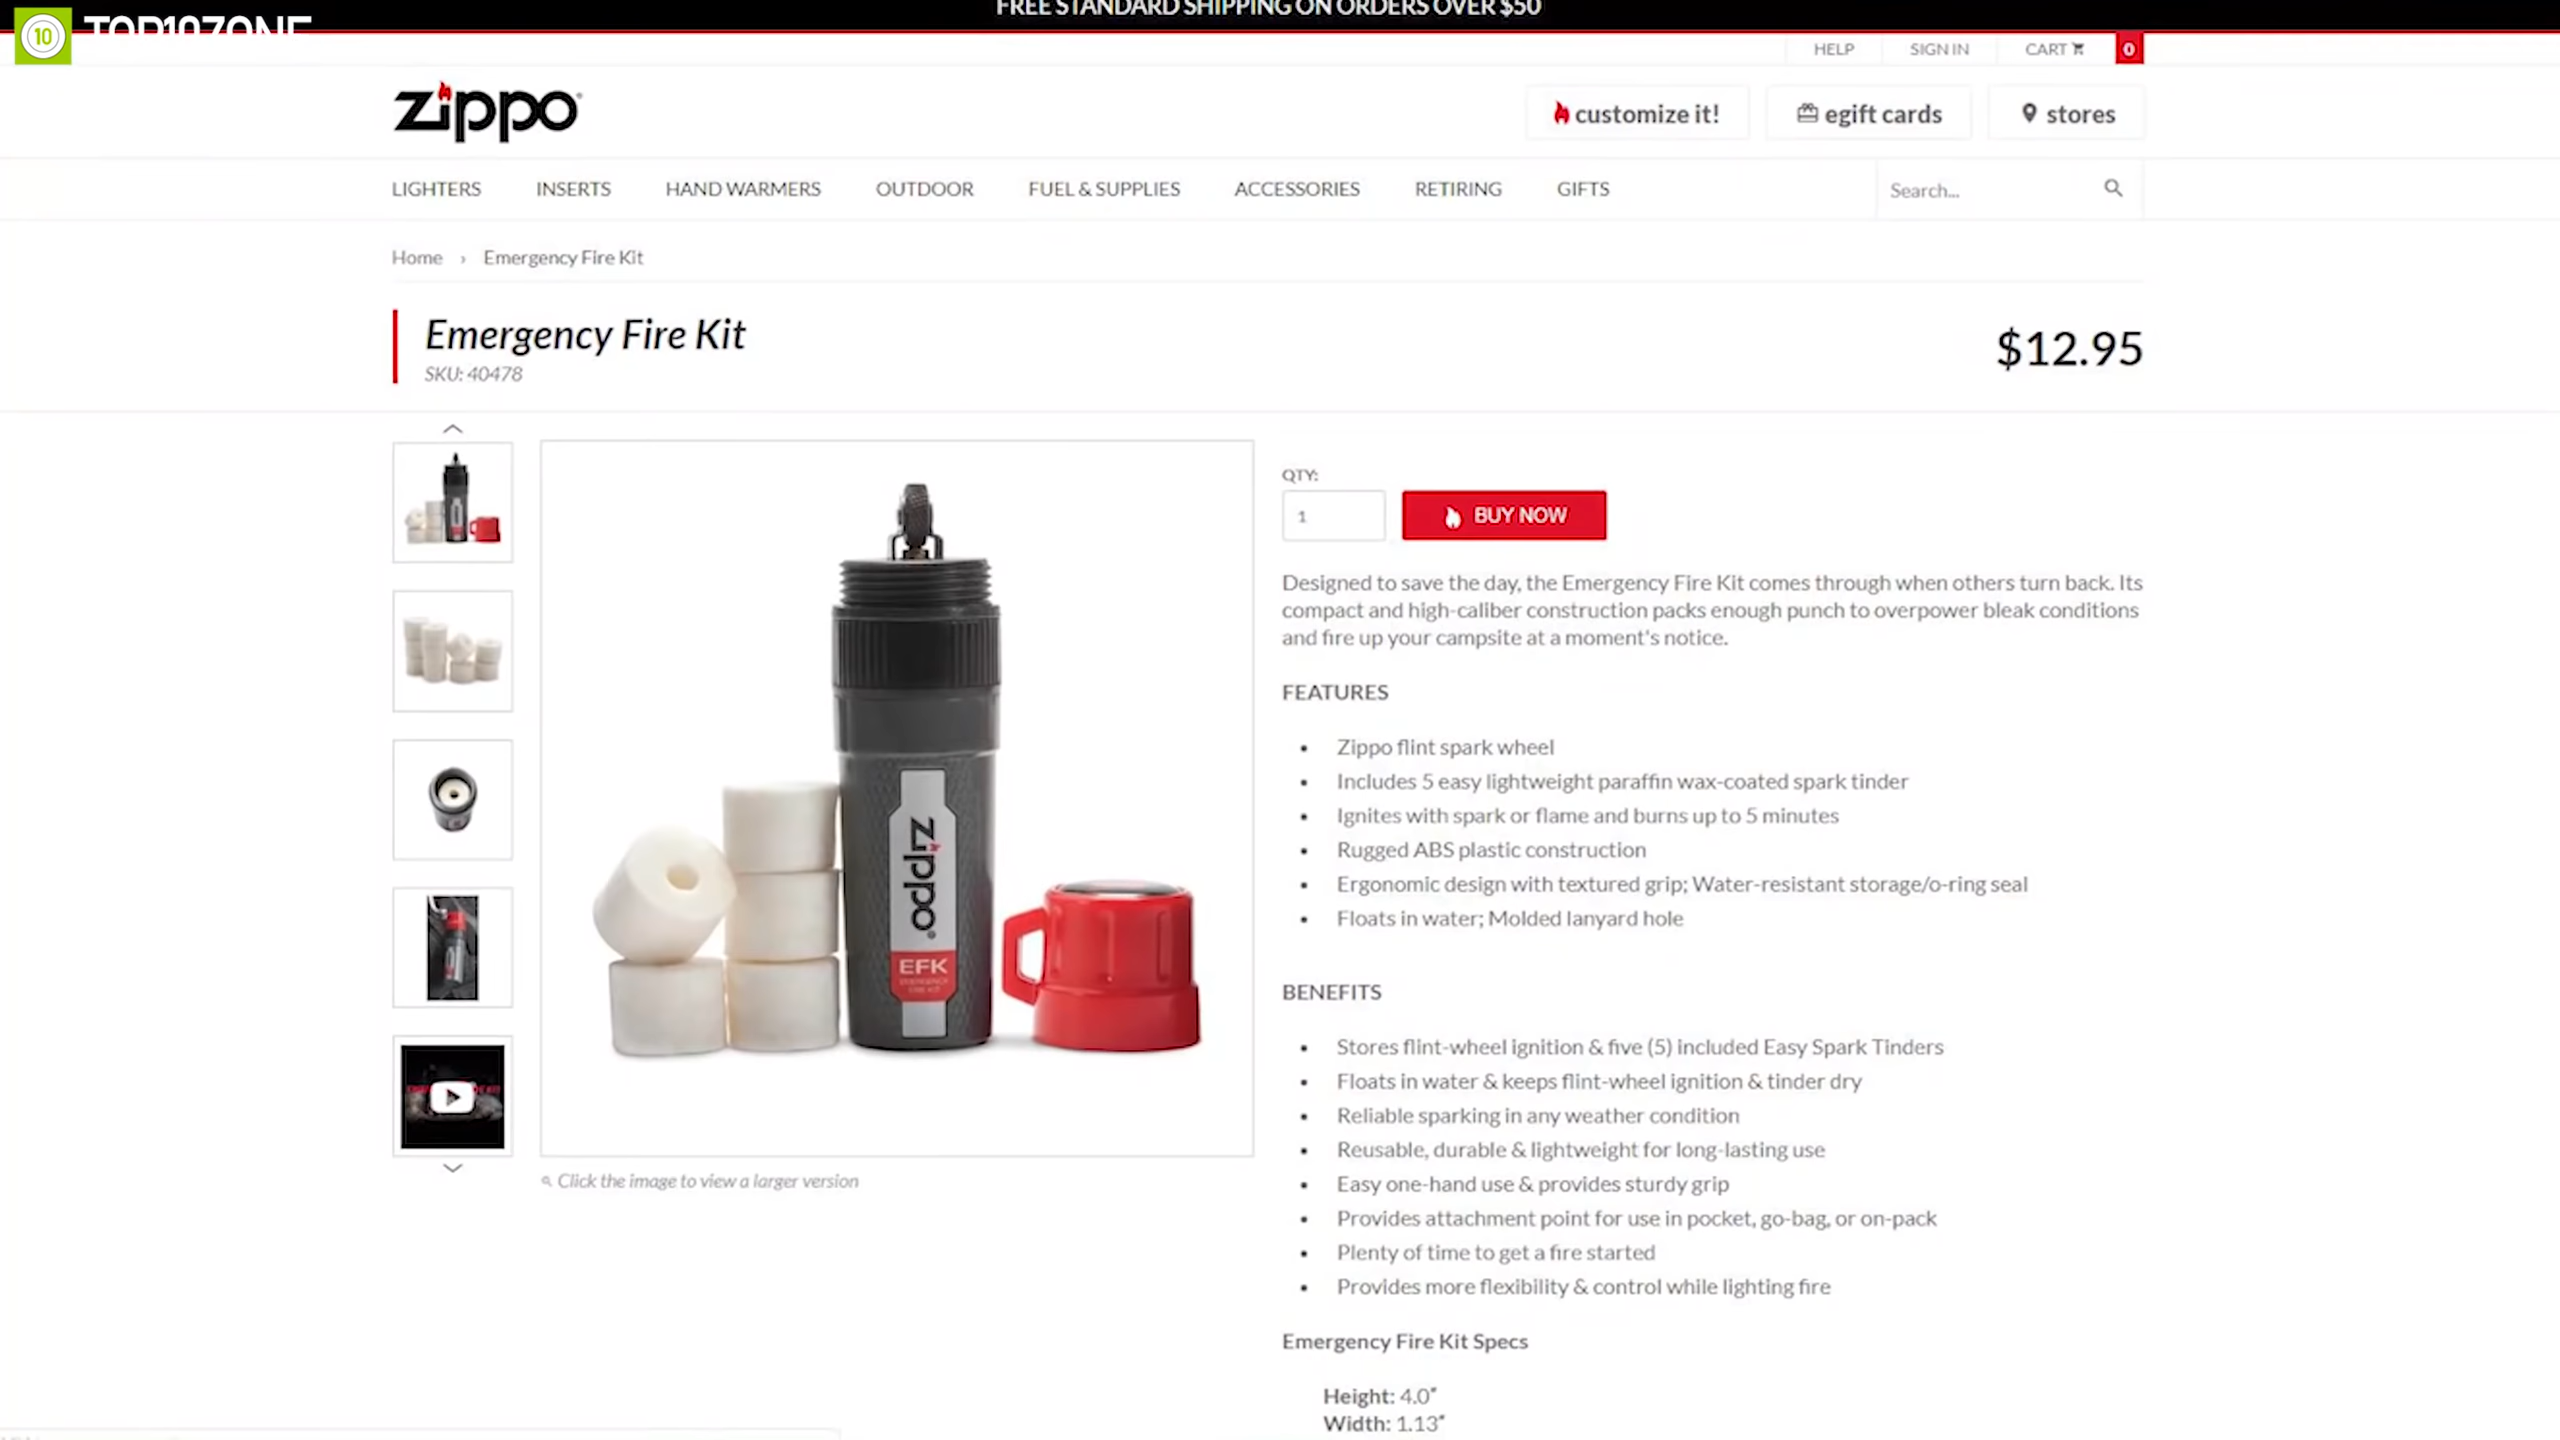 FREE STANDARD SHIPPING ON ORDERS OVER $50
10 TOP10ZONE
HELP SIGN IN CART 0
zippo
customize it! egift cards stores
LIGHTERS INSERTS HAND WARMERS OUTDOOR FUEL & SUPPLIES ACCESSORIES RETIRING GIFTS Search...
Home › Emergency Fire Kit
Emergency Fire Kit
SKU: 40478
$12.95
zippo®
EFK
EMERGENCY
FIRE KIT
Click the image to view a larger version
QTY:
1 BUY NOW
Designed to save the day, the Emergency Fire Kit comes through when others turn back. Its
compact and high-caliber construction packs enough punch to overpower bleak conditions
and fire up your campsite at a moment's notice.
FEATURES
• Zippo flint spark wheel
• Includes 5 easy lightweight paraffin wax-coated spark tinder
• Ignites with spark or flame and burns up to 5 minutes
• Rugged ABS plastic construction
• Ergonomic design with textured grip; Water-resistant storage/o-ring seal
• Floats in water; Molded lanyard hole
BENEFITS
• Stores flint-wheel ignition & five (5) included Easy Spark Tinders
• Floats in water & keeps flint-wheel ignition & tinder dry
• Reliable sparking in any weather condition
• Reusable, durable & lightweight for long-lasting use
• Easy one-hand use & provides sturdy grip
• Provides attachment point for use in pocket, go-bag, or on-pack
• Plenty of time to get a fire started
• Provides more flexibility & control while lighting fire
Emergency Fire Kit Specs
Height: 4.0"
Width: 1.13"